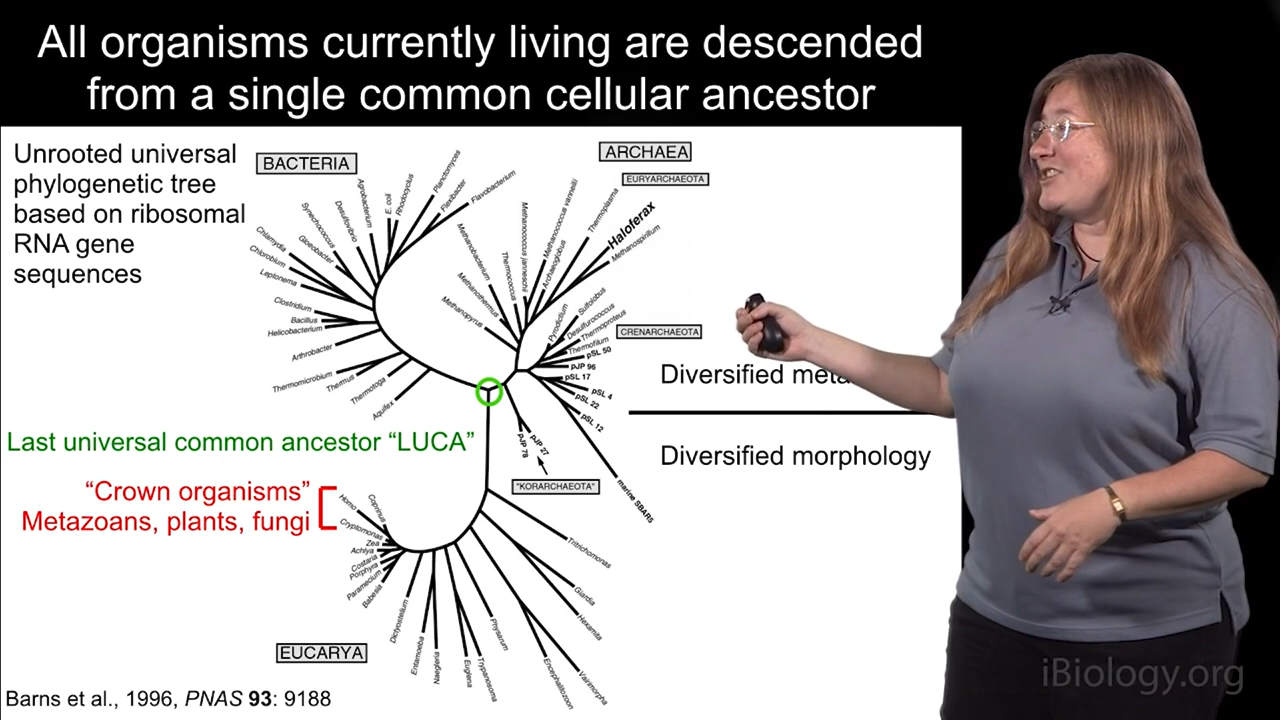 All organisms currently living are descended
from a single common cellular ancestor
Unrooted universal
phylogenetic tree
based on ribosomal
RNA gene
sequences
BACTERIA
ARCHAEA
EURYARCHAEOTA
Planctomyces
Flexibacter
Flavobacterium
Rhodocyclus
E. coli
Agrobacterium
Desulfovibrio
Synechococcus
Gloeobacter
Chlamydia
Chlorobium
Leptonema
Clostridium
Bacillus
Helicobacterium
Arthrobacter
Thermomicrobium
Thermus
Thermotoga
Aquifex
Methanobacterium
Methanothermus
Methanopyrus
Thermococcus
Methanococcus jannaschii
Methanococcus vannielii
Archaeoglobus
Thermoplasma
Haloferax
Methanospirillum
CRENARCHAEOTA
Pyrodictium
Sulfolobus
Desulfurococcus
Thermoproteus
Thermofilum
pSL 50
pJP 96
pSL 17
pSL 4
pSL 22
pSL 12
marine SBAR5
pJP 27
pJP 78
"KORARCHAEOTA"
Diversified meta
Diversified morphology
Last universal common ancestor “LUCA”
“Crown organisms”
Metazoans, plants, fungi
Coprinus
Homo
Cryptomonas
Zea
Achlya
Costaria
Porphyra
Paramecium
Babesia
Dictyostelium
Entamoeba
Naegleria
Euglena
Trypanosoma
Physarum
Encephalitozoon
Vairimorpha
Hexamita
Giardia
Tritrichomonas
EUCARYA
Barns et al., 1996, PNAS 93: 9188
iBiology.org